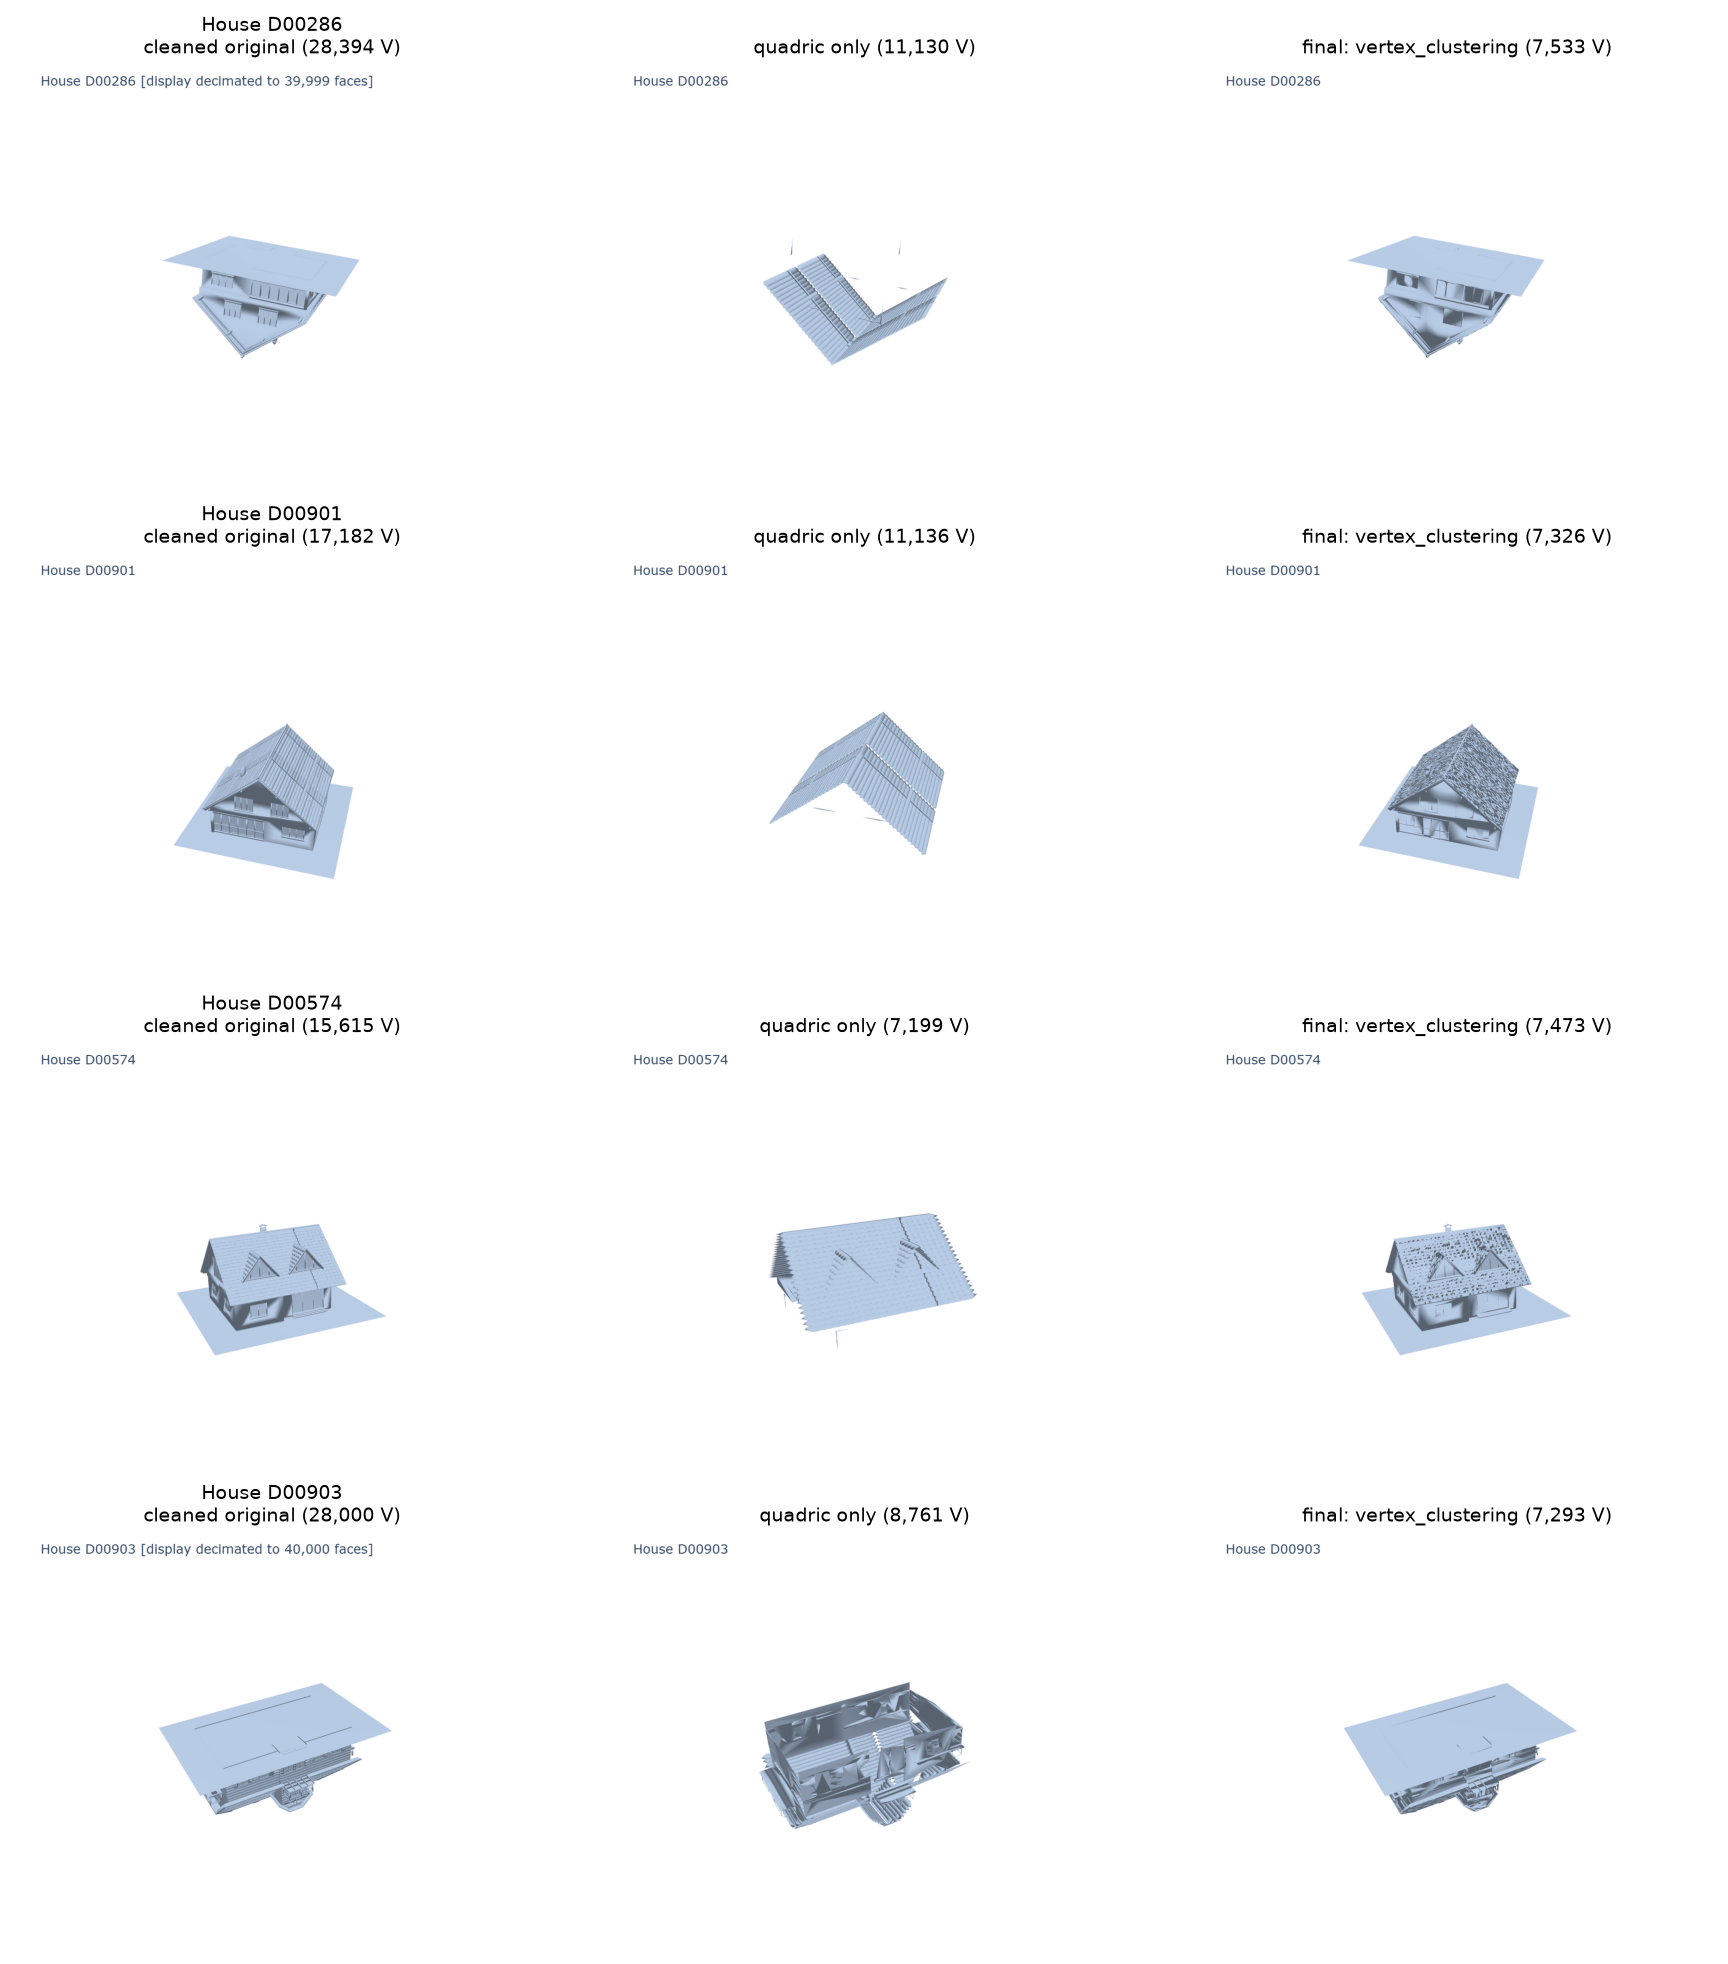 House D00286
cleaned original (28,394 V)
quadric only (11,130 V)
final: vertex_clustering (7,533 V)
House D00286 [display decimated to 39,999 faces]
House D00286
House D00286
House D00901
cleaned original (17,182 V)
quadric only (11,136 V)
final: vertex_clustering (7,326 V)
House D00901
House D00901
House D00901
House D00574
cleaned original (15,615 V)
quadric only (7,199 V)
final: vertex_clustering (7,473 V)
House D00574
House D00574
House D00574
House D00903
cleaned original (28,000 V)
quadric only (8,761 V)
final: vertex_clustering (7,293 V)
House D00903 [display decimated to 40,000 faces]
House D00903
House D00903